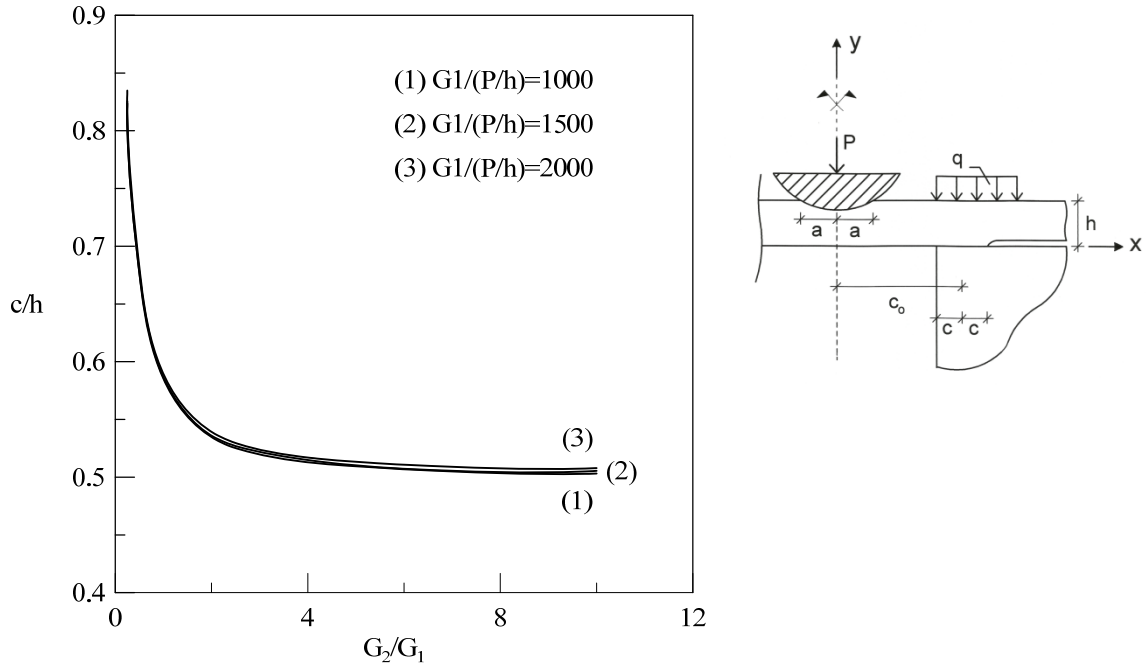 0.9
0.8
0.7
0.6
0.5
0.4
c/h
0
4
8
12
G₂/G₁
(1) G1/(P/h)=1000
(2) G1/(P/h)=1500
(3) G1/(P/h)=2000
(3)
(2)
(1)
y
P
q
a a
h
x
c₀
c c